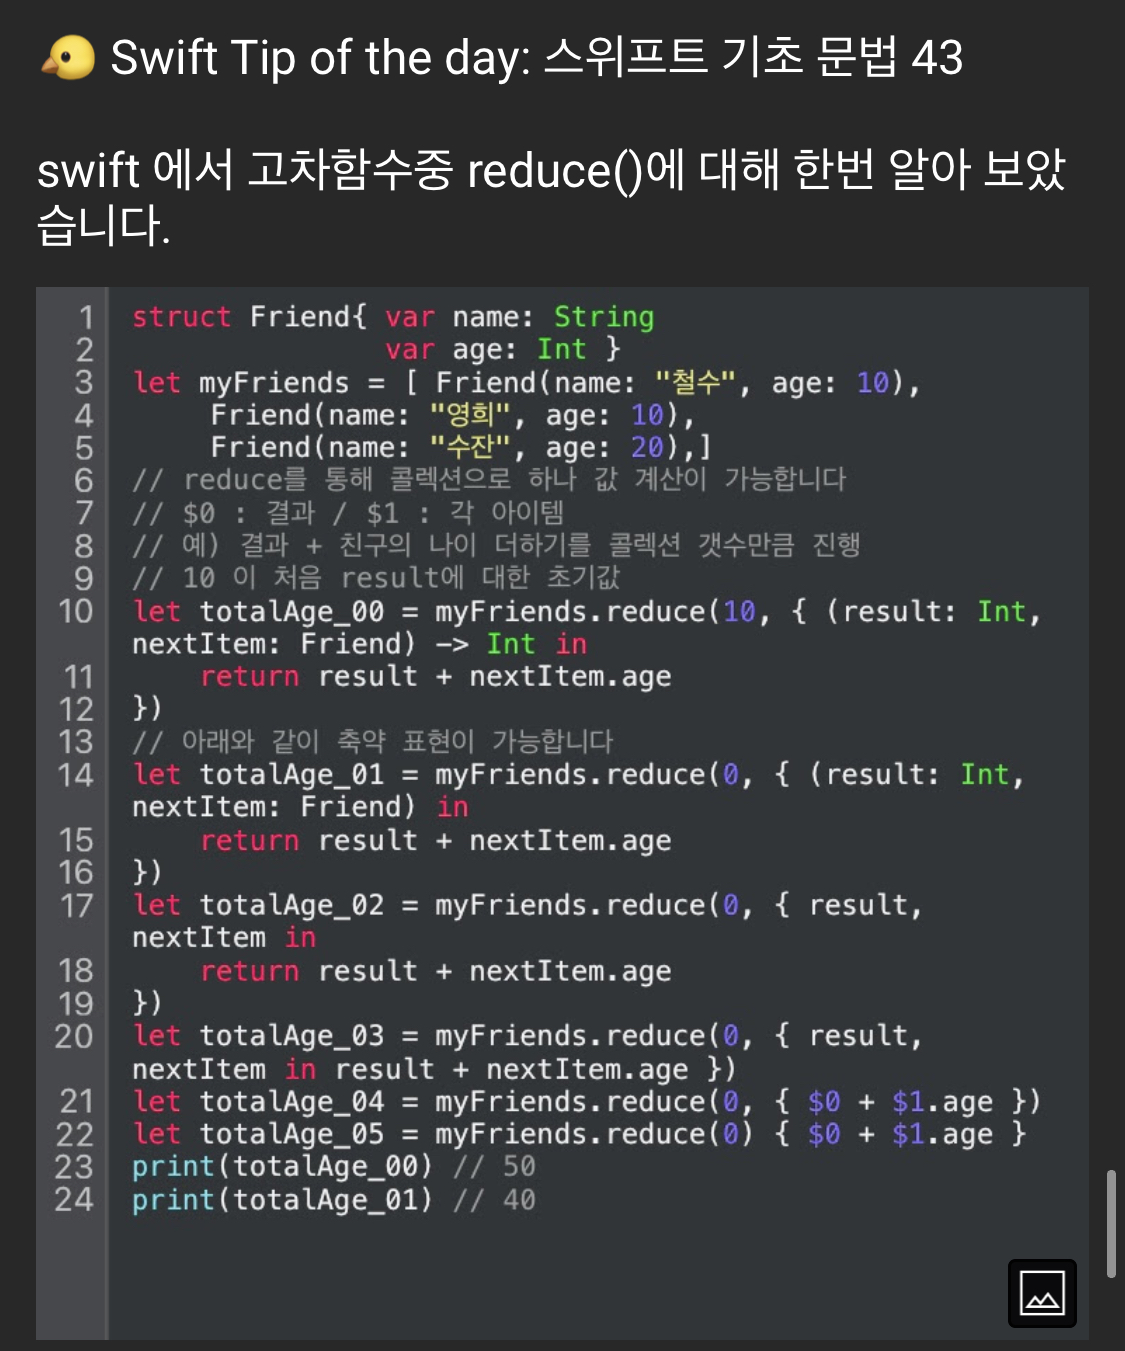 🐤 Swift Tip of the day: 스위프트 기초 문법 43
swift 에서 고차함수중 reduce()에 대해 한번 알아 보았
습니다.
1 struct Friend{ var name: String
2                var age: Int }
3 let myFriends = [ Friend(name: "철수", age: 10),
4     Friend(name: "영희", age: 10),
5     Friend(name: "수잔", age: 20),]
6 // reduce를 통해 콜렉션으로 하나 값 계산이 가능합니다
7 // $0 : 결과 / $1 : 각 아이템
8 // 예) 결과 + 친구의 나이 더하기를 콜렉션 갯수만큼 진행
9 // 10 이 처음 result에 대한 초기값
10 let totalAge_00 = myFriends.reduce(10, { (result: Int,
nextItem: Friend) -> Int in
11     return result + nextItem.age
12 })
13 // 아래와 같이 축약 표현이 가능합니다
14 let totalAge_01 = myFriends.reduce(0, { (result: Int,
nextItem: Friend) in
15     return result + nextItem.age
16 })
17 let totalAge_02 = myFriends.reduce(0, { result,
nextItem in
18     return result + nextItem.age
19 })
20 let totalAge_03 = myFriends.reduce(0, { result,
nextItem in result + nextItem.age })
21 let totalAge_04 = myFriends.reduce(0, { $0 + $1.age })
22 let totalAge_05 = myFriends.reduce(0) { $0 + $1.age }
23 print(totalAge_00) // 50
24 print(totalAge_01) // 40